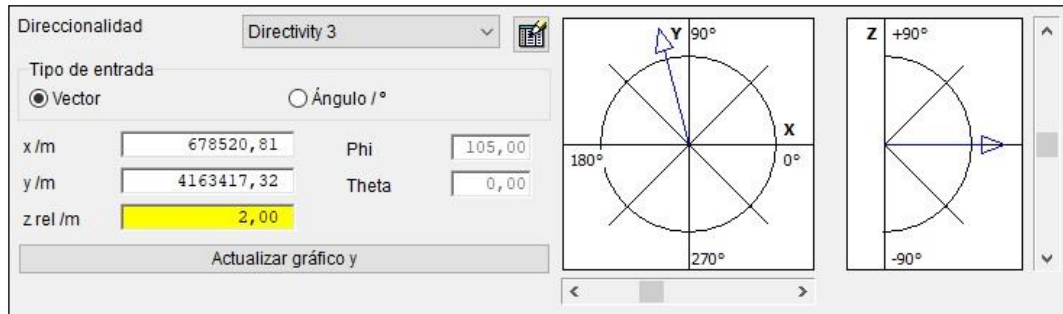 Direccionalidad
Directivity 3
Tipo de entrada
Vector
Ángulo / º
x /m
678520,81
Phi
105,00
y /m
4163417,32
Theta
0,00
z rel /m
2,00
Actualizar gráfico y
Y
90°
X
180°
0°
270°
Z
+90°
-90°